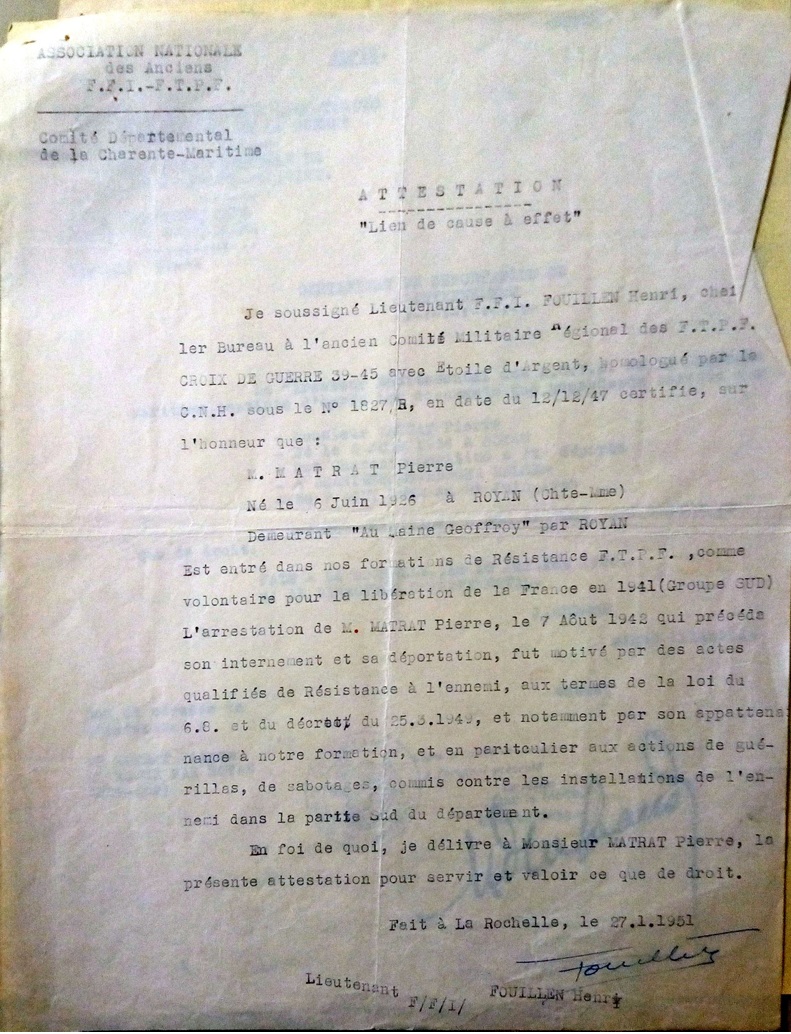 ASSOCIATION NATIONALE
des Anciens
F.F.I.-F.T.P.F.
Comité Départemental
de la Charente-Maritime
A T T E S T A T I O N
"Lien de cause à effet"
Je soussigné Lieutenant F.F.I. FOUILLEN Henri, chef
1er Bureau à l'ancien Comité Militaire Régional des F.T.P.F.
CROIX DE GUERRE 39-45 avec Etoile d'Argent, homologué par la
C.N.H. sous le N° 1827/R, en date du 12/12/47 certifie, sur
l'honneur que :
M. M A T R A T Pierre
Né le 6 Juin 1926 à ROYAN (Chte-Mme)
Demeurant "Au Maine Geoffroy" par ROYAN
Est entré dans nos formations de Résistance F.T.P.F. ,comme
volontaire pour la libération de la France en 1941(Groupe SUD)
L'arrestation de M. MATRAT Pierre, le 7 AOut 1942 qui précéda
son internement et sa déportation, fut motivé par des actes
qualifiés de Résistance à l'ennemi, aux termes de la loi du
6.8. et du décret du 25.3.1949, et notamment par son appattena
nance à notre formation, et en pariticulier aux actions de gué-
rillas, de sabotages, commis contre les installations de l'en-
nemi dans la partie Sud du département.
En foi de quoi, je délivre à Monsieur MATRAT Pierre, la
présente attestation pour servir et valoir ce que de droit.
Fait à La Rochelle, le 27.1.1951
Fouillen
Lieutenant F/F/I/ FOUILLEN Henri